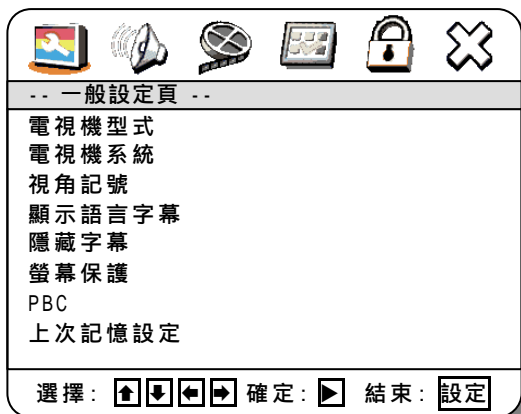 -- 一般設定頁 --
電視機型式
電視機系統
視角記號
顯示語言字幕
隱藏字幕
螢幕保護
PBC
上次記憶設定
選擇: ⬆⬇⬅➡ 確定: ▶ 結束: 設定